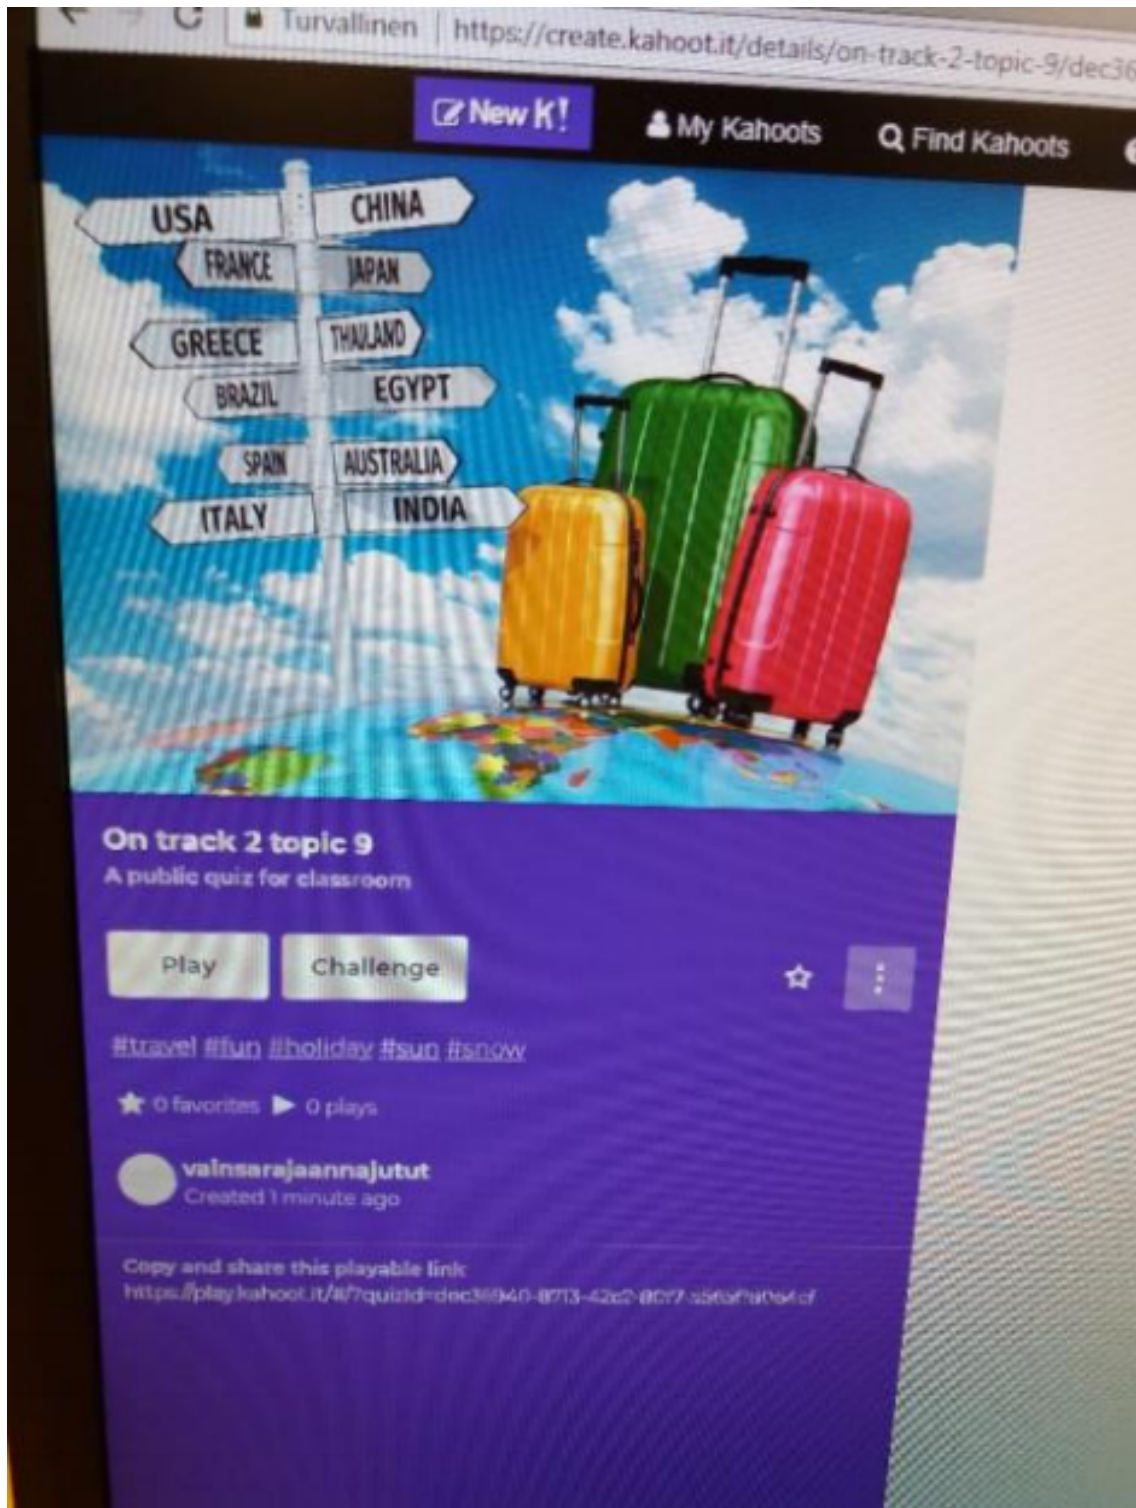 Turvallinen | https://create.kahoot.it/details/on-track-2-topic-9/dec36
New K! My Kahoots Find Kahoots
USA CHINA
FRANCE JAPAN
GREECE THAILAND
BRAZIL EGYPT
SPAIN AUSTRALIA
ITALY INDIA
On track 2 topic 9
A public quiz for classroom
Play Challenge
#travel #fun #holiday #sun #snow
0 favorites 0 plays
vainsarajaannajutut
Created 1 minute ago
Copy and share this playable link